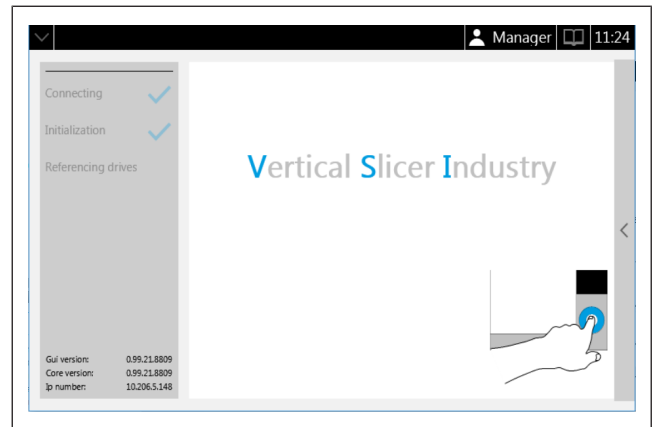 Manager 11:24
Connecting
Initialization
Referencing drives
Vertical Slicer Industry
Gui version: 0.99.21.8809
Core version: 0.99.21.8809
Ip number: 10.206.5.148